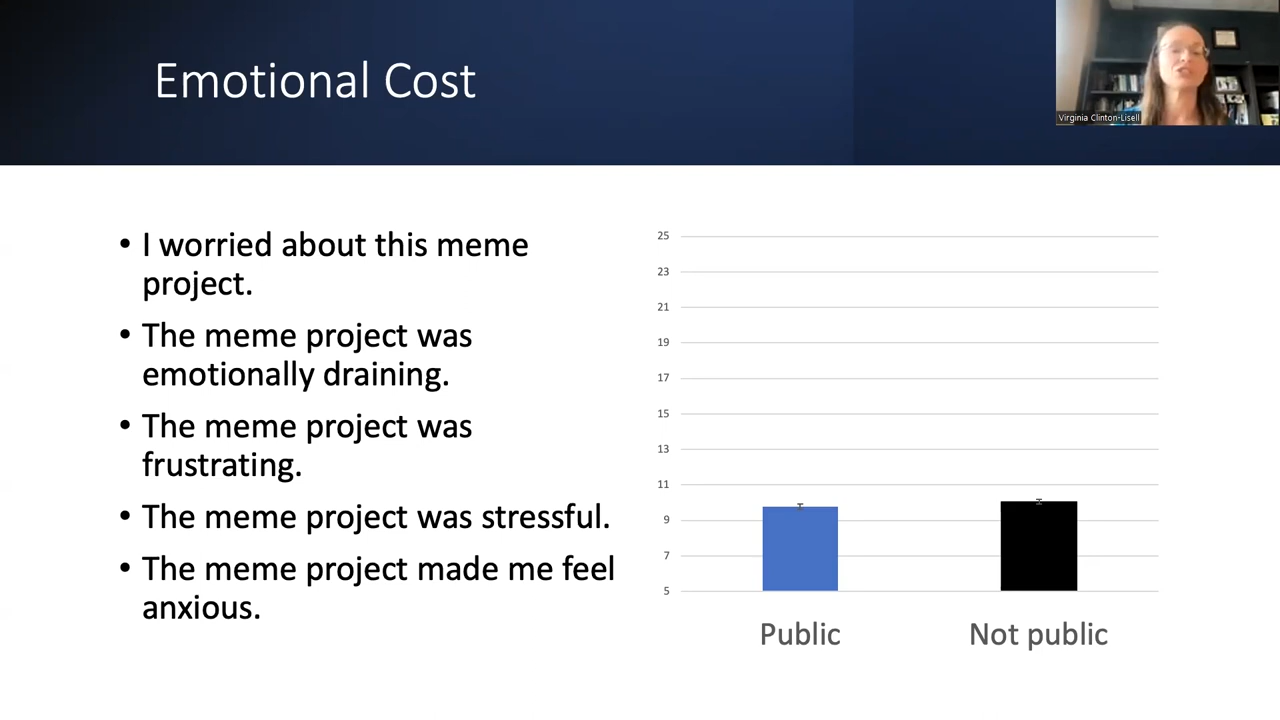 Emotional Cost
Virginia Clinton-Lisell
• I worried about this meme
project.
• The meme project was
emotionally draining.
• The meme project was
frustrating.
• The meme project was stressful.
• The meme project made me feel
anxious.
25
23
21
19
17
15
13
11
9
7
5
Public
Not public